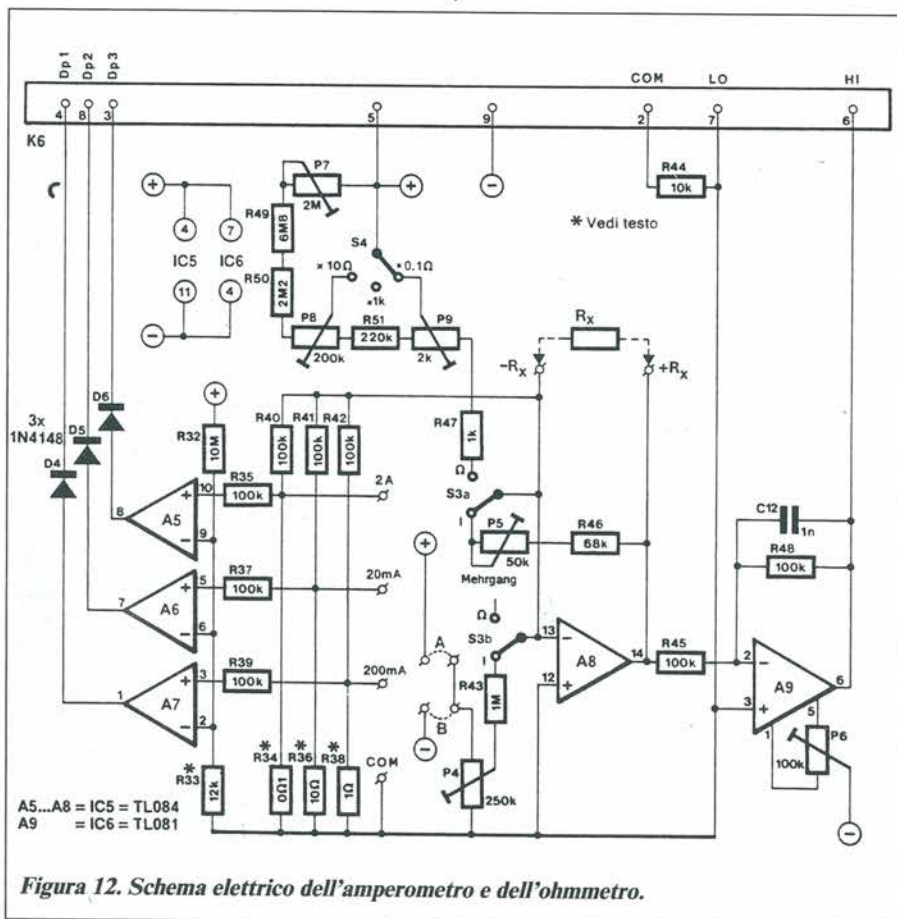 Dp1 Dp2 Dp3 COM LO HI
4 8 3 5 9 2 7 6
K6
R44
10k
P7
2M
R49
6M8
* Vedi testo
4 7
IC5 IC6
11 4
S4
×10Ω ×0.1Ω
×1k
R50
2M2
P8
200k
R51
220k
P9
2k
RX
−RX +RX
3x
1N4148
D6
D5
D4
R32
10M
R40
100k
R41
100k
R42
100k
R47
1k
Ω
S3a
I
P5
50k
Mehrgang
R46
68k
C12
1n
R48
100k
R35
100k
2A
10
9
8
A5
R37
100k
20mA
5
6
7
A6
R39
100k
200mA
3
2
1
A7
A
B
Ω
S3b
I
R43
1M
13
12
14
A8
R45
100k
2
3
6
5
1
A9
P6
100k
*
R33
12k
*
R34
0Ω1
*
R36
10Ω
*
R38
1Ω
COM
P4
250k
A5...A8 = IC5 = TL084
A9 = IC6 = TL081
Figura 12. Schema elettrico dell'amperometro e dell'ohmmetro.